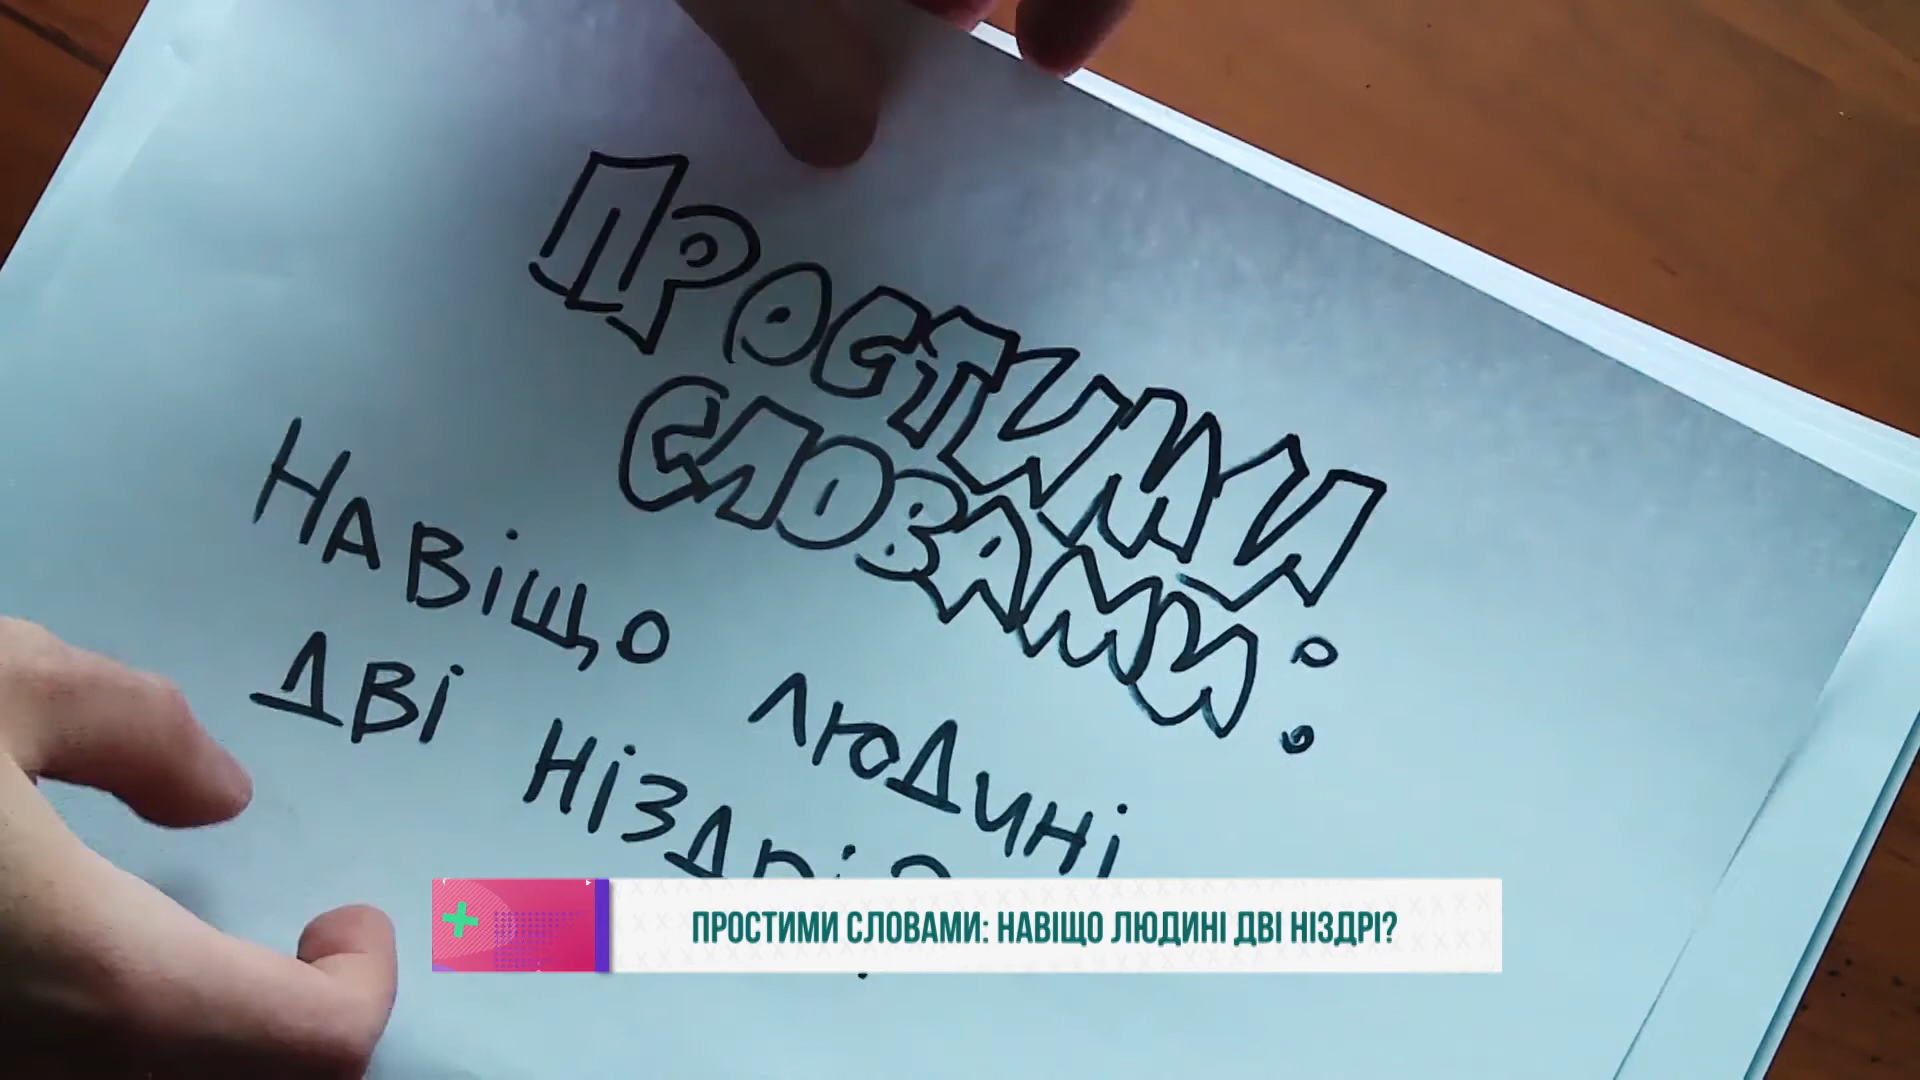 Простими
словами:
Навіщо людині
дві ніздрі?
ПРОСТИМИ СЛОВАМИ: НАВІЩО ЛЮДИНІ ДВІ НІЗДРІ?